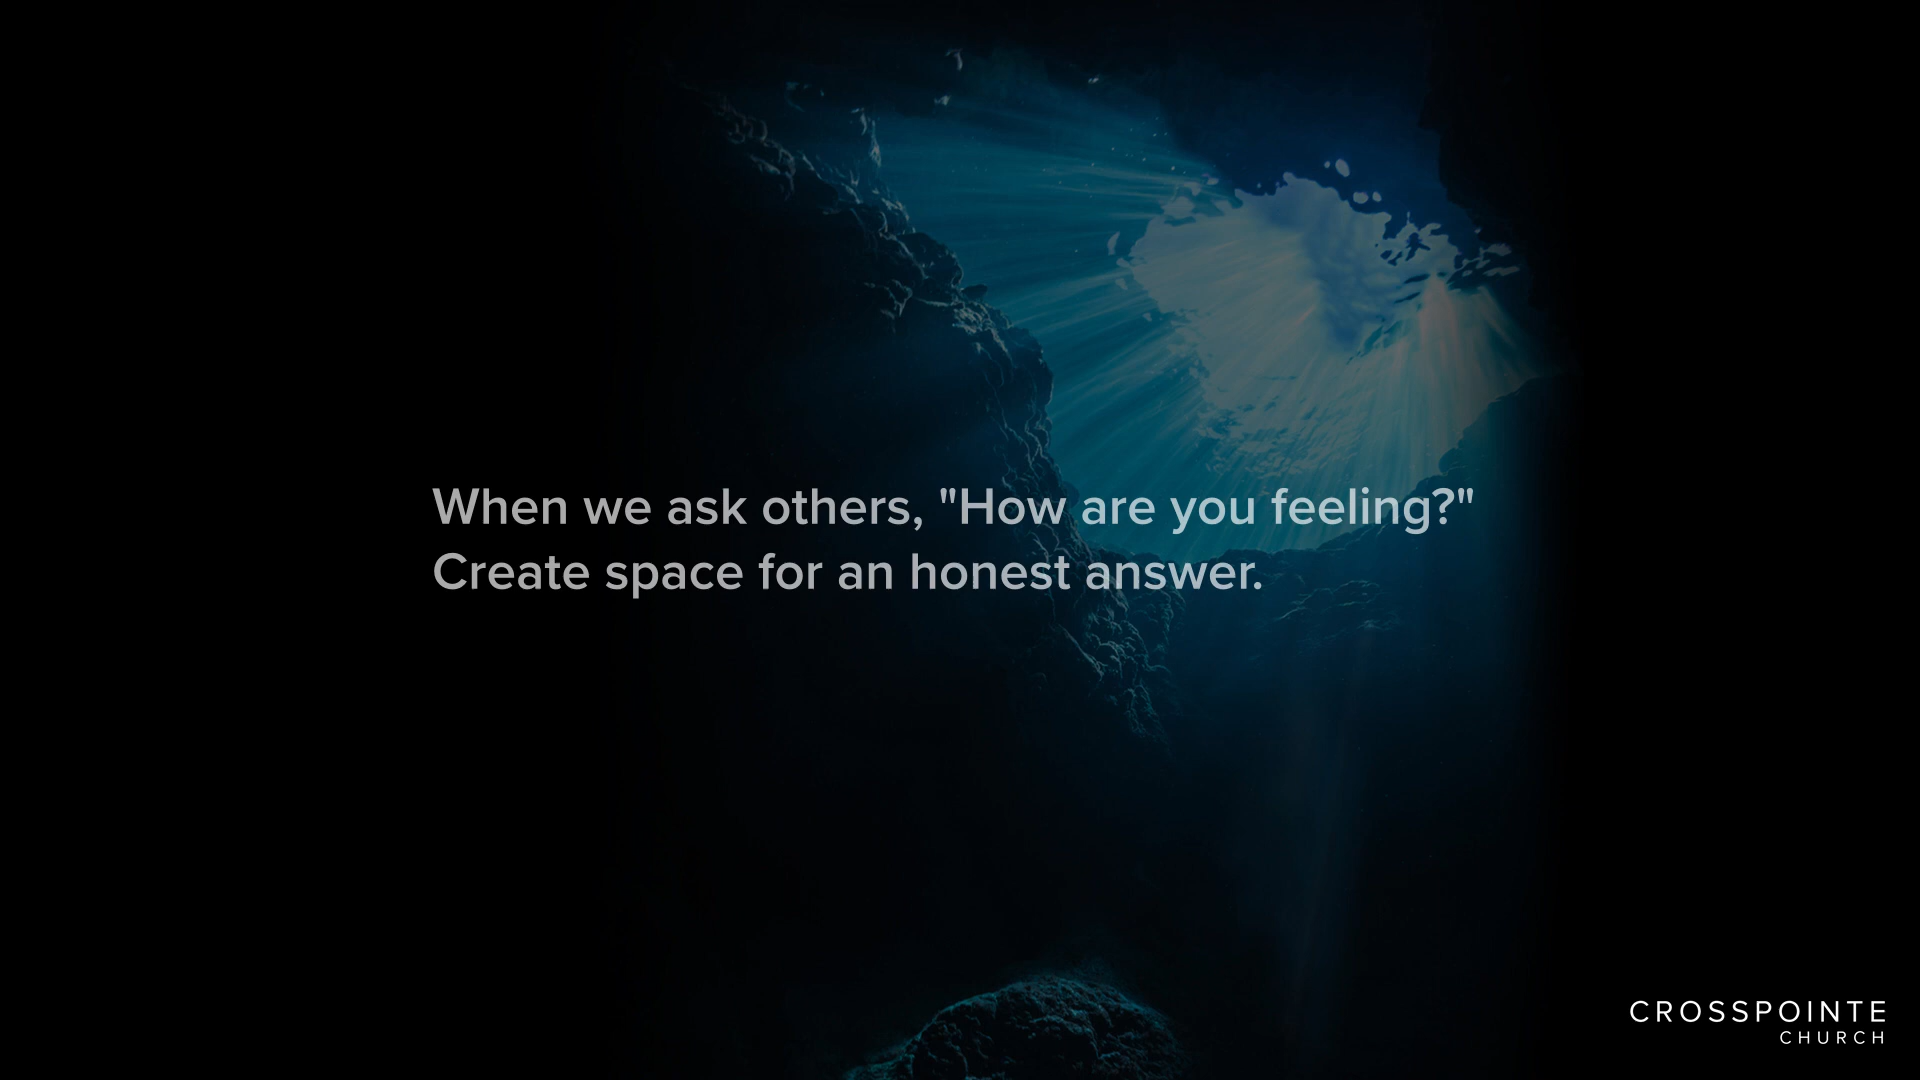 When we ask others, "How are you feeling?"
Create space for an honest answer.
CROSSPOINTE
CHURCH